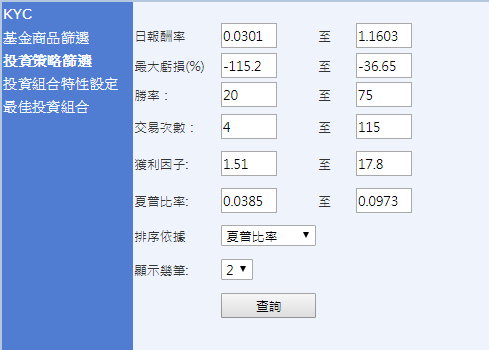 KYC
基金商品篩選
投資策略篩選
投資組合特性設定
最佳投資組合
日報酬率 0.0301 至 1.1603
最大虧損(%) -115.2 至 -36.65
勝率： 20 至 75
交易次數： 4 至 115
獲利因子: 1.51 至 17.8
夏普比率: 0.0385 至 0.0973
排序依據 夏普比率
顯示幾筆: 2
查詢